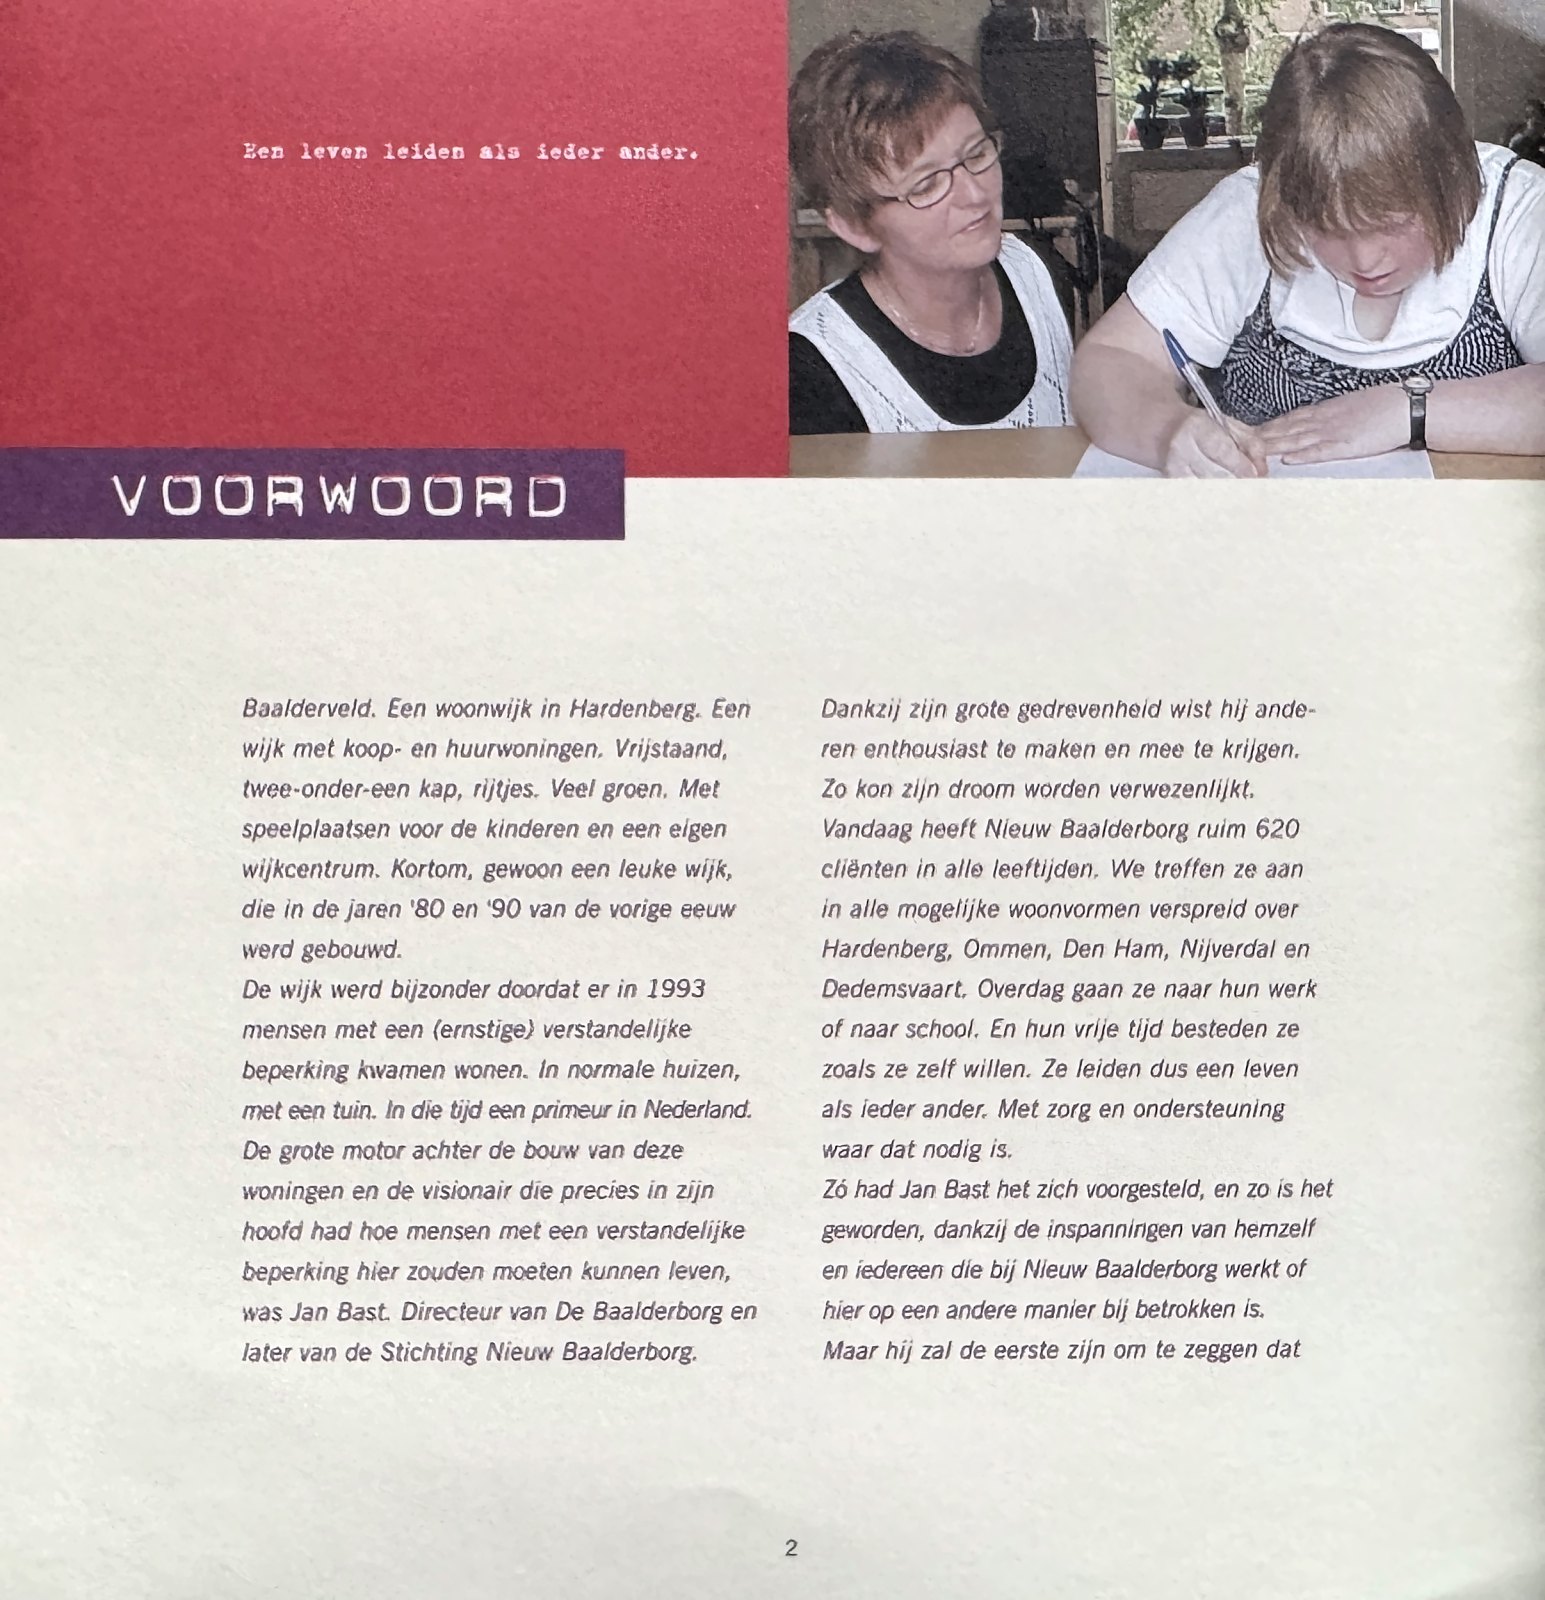 Een leven leiden als ieder ander.
VOORWOORD
Baalderveld. Een woonwijk in Hardenberg. Een
wijk met koop- en huurwoningen. Vrijstaand,
twee-onder-een kap, rijtjes. Veel groen. Met
speelplaatsen voor de kinderen en een eigen
wijkcentrum. Kortom, gewoon een leuke wijk,
die in de jaren '80 en '90 van de vorige eeuw
werd gebouwd.
De wijk werd bijzonder doordat er in 1993
mensen met een (ernstige) verstandelijke
beperking kwamen wonen. In normale huizen,
met een tuin. In die tijd een primeur in Nederland.
De grote motor achter de bouw van deze
woningen en de visionair die precies in zijn
hoofd had hoe mensen met een verstandelijke
beperking hier zouden moeten kunnen leven,
was Jan Bast. Directeur van De Baalderborg en
later van de Stichting Nieuw Baalderborg.
Dankzij zijn grote gedrevenheid wist hij ande-
ren enthousiast te maken en mee te krijgen.
Zo kon zijn droom worden verwezenlijkt.
Vandaag heeft Nieuw Baalderborg ruim 620
cliënten in alle leeftijden. We treffen ze aan
in alle mogelijke woonvormen verspreid over
Hardenberg, Ommen, Den Ham, Nijverdal en
Dedemsvaart. Overdag gaan ze naar hun werk
of naar school. En hun vrije tijd besteden ze
zoals ze zelf willen. Ze leiden dus een leven
als ieder ander. Met zorg en ondersteuning
waar dat nodig is.
Zó had Jan Bast het zich voorgesteld, en zo is het
geworden, dankzij de inspanningen van hemzelf
en iedereen die bij Nieuw Baalderborg werkt of
hier op een andere manier bij betrokken is.
Maar hij zal de eerste zijn om te zeggen dat
2